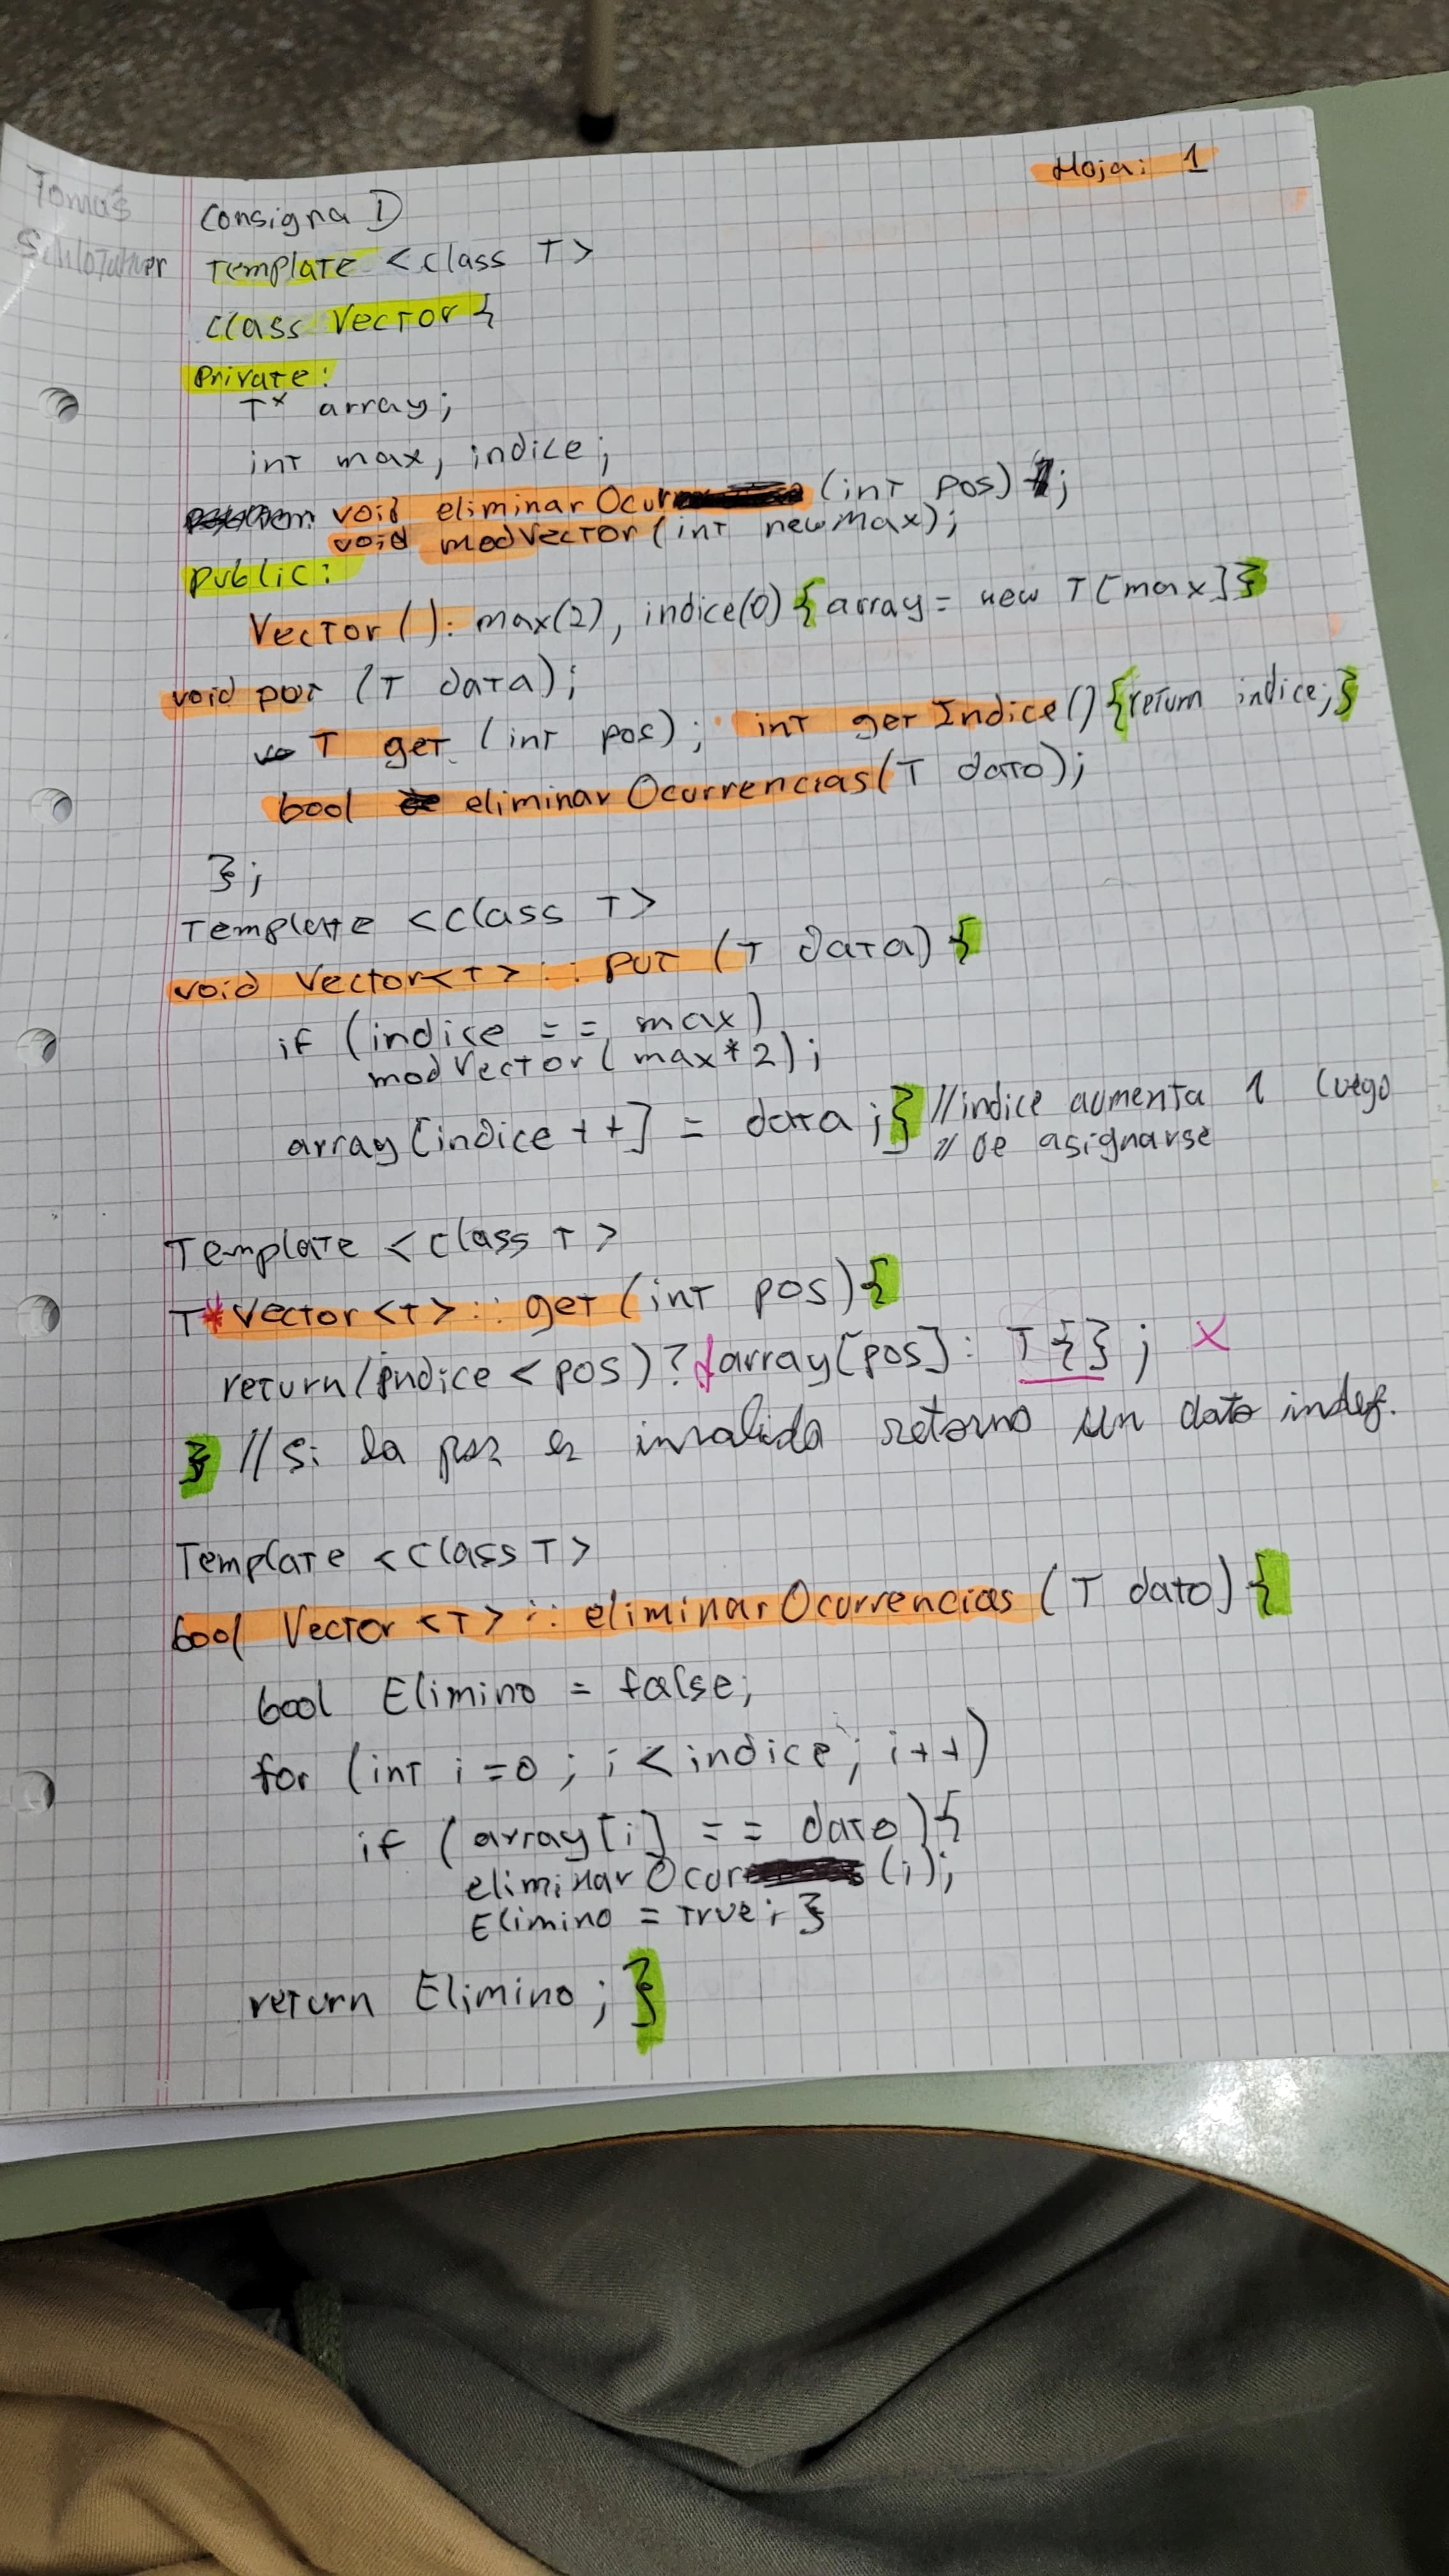 Hoja: 1
Tomás
Consigna 1)
Template <class T>
class Vector {
Private:
T* array;
int max, indice;
void eliminarOcur (int pos);
void modVector (int newMax);
public:
Vector(): max(2), indice(0) {array = new T[max]}
void put (T data);
T get (int pos); int getIndice() {return indice;}
bool eliminarOcurrencias(T dato);
};
Template <class T>
void Vector<T> :: put (T data) {
if (indice == max)
modVector (max*2);
array [indice ++] = data ;} //indice aumenta 1 luego
// de asignarse
Template <class T>
T* Vector<T> :: get (int pos) {
return (indice < pos) ? array[pos] : T{} ; X
} // Si la pos es invalida retorno un dato indef.
Template <class T>
bool Vector <T> :: eliminarOcurrencias (T dato) {
bool Elimino = false;
for (int i=0 ; i < indice ; i++)
if (array[i] == dato) {
eliminarOcur (i);
Elimino = True; }
return Elimino ; }